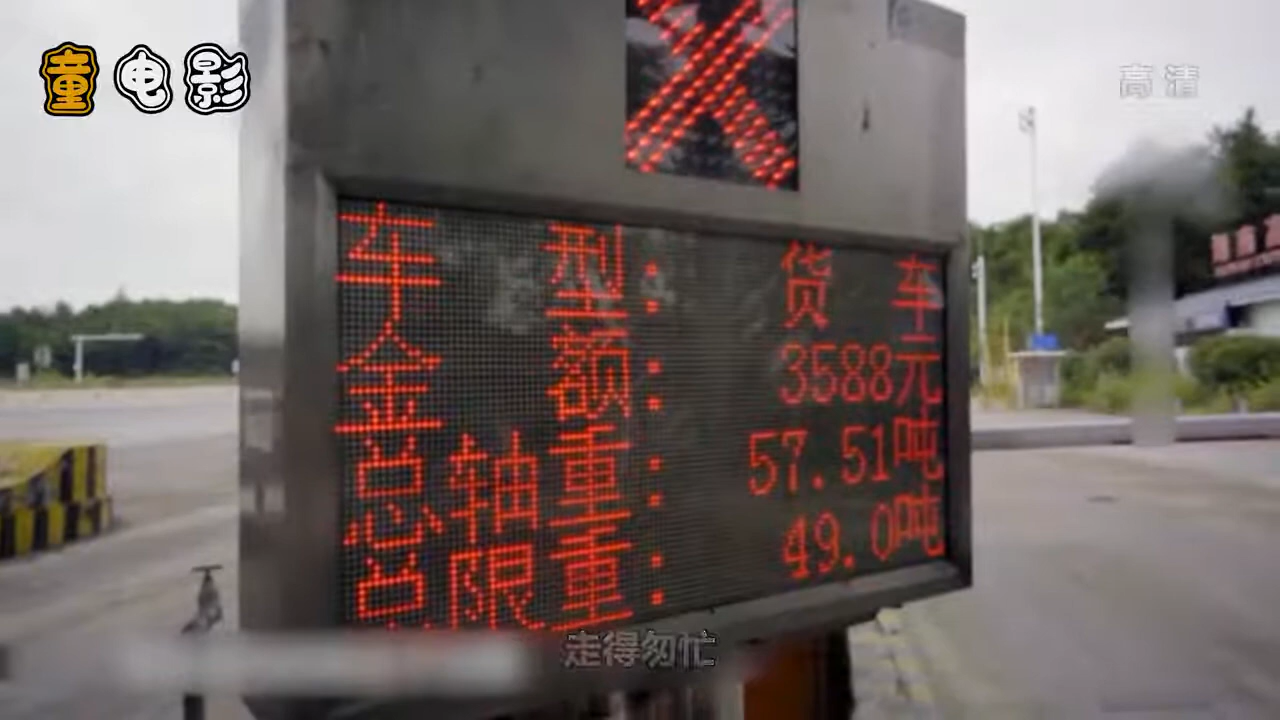 童电影
高清
车型：货车
金额：3588元
总轴重：57.51吨
总限重：49.0吨
走得匆忙